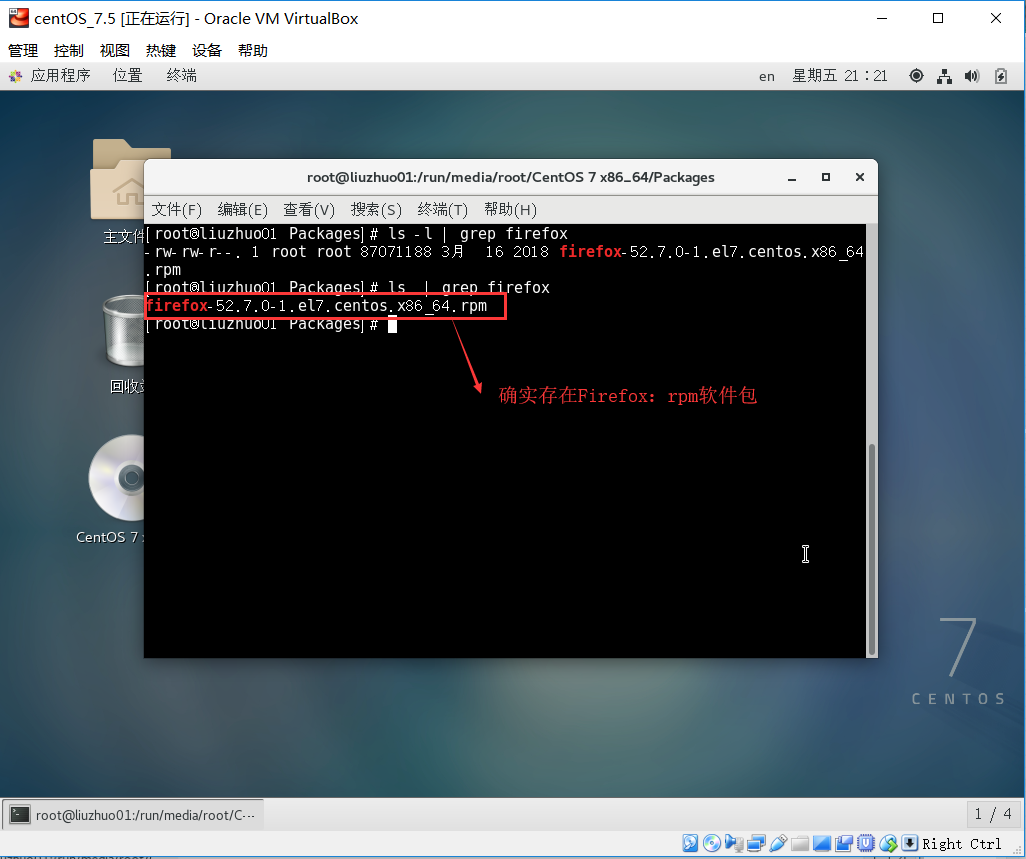 centOS_7.5 [正在运行] - Oracle VM VirtualBox
管理 控制 视图 热键 设备 帮助
应用程序 位置 终端 en 星期五 21：21
主文件
回收站
CentOS 7
root@liuzhuo01:/run/media/root/CentOS 7 x86_64/Packages
文件(F) 编辑(E) 查看(V) 搜索(S) 终端(T) 帮助(H)
[root@liuzhuo01 Packages]# ls -l | grep firefox
-rw-rw-r--. 1 root root 87071188 3月  16 2018 firefox-52.7.0-1.el7.centos.x86_64
.rpm
[root@liuzhuo01 Packages]# ls  | grep firefox
firefox-52.7.0-1.el7.centos.x86_64.rpm
[root@liuzhuo01 Packages]#
确实存在Firefox：rpm软件包
7
CENTOS
root@liuzhuo01:/run/media/root/C···
1 / 4
Right Ctrl